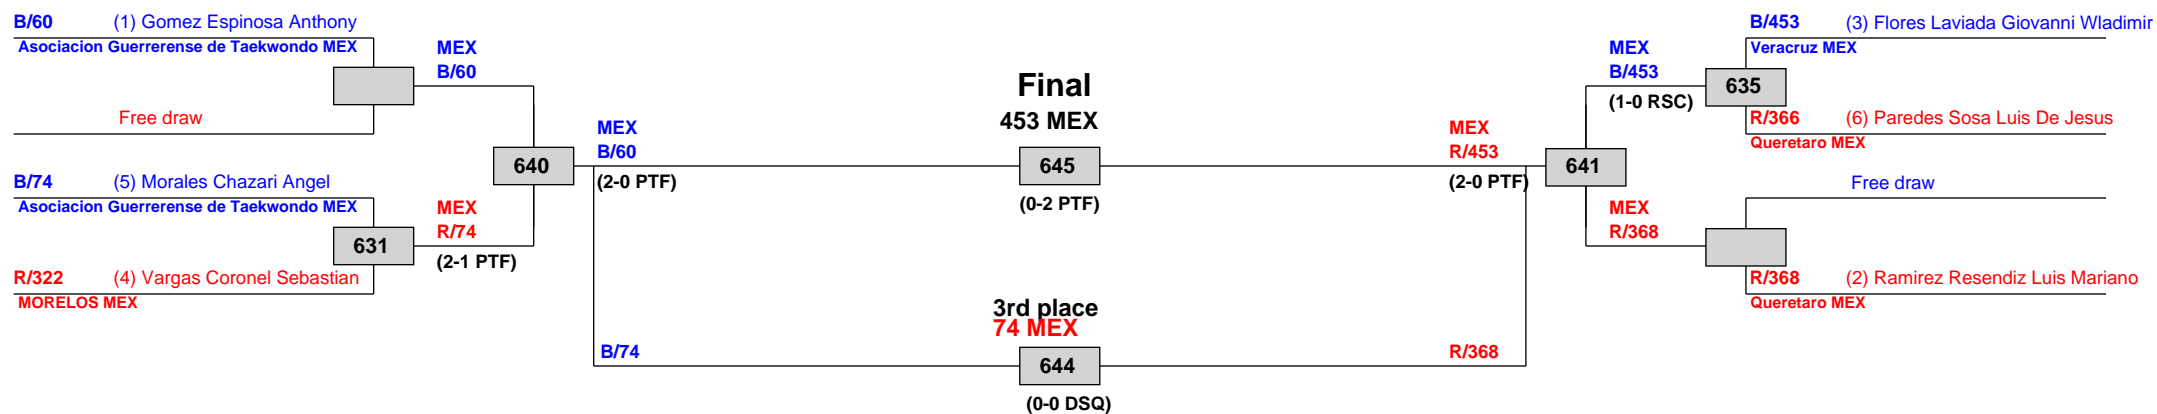 B/60 (1) Gomez Espinosa Anthony
Asociacion Guerrerense de Taekwondo MEX
MEX
B/60
Free draw
B/74 (5) Morales Chazari Angel
Asociacion Guerrerense de Taekwondo MEX
631
MEX
R/74
(2-1 PTF)
R/322 (4) Vargas Coronel Sebastian
MORELOS MEX
640
MEX
B/60
(2-0 PTF)
Final
453 MEX
645
(0-2 PTF)
3rd place
74 MEX
B/74
644
R/368
(0-0 DSQ)
MEX
R/453
(2-0 PTF)
641
MEX
B/453
(1-0 RSC)
635
B/453 (3) Flores Laviada Giovanni Wladimir
Veracruz MEX
R/366 (6) Paredes Sosa Luis De Jesus
Queretaro MEX
Free draw
MEX
R/368
R/368 (2) Ramirez Resendiz Luis Mariano
Queretaro MEX